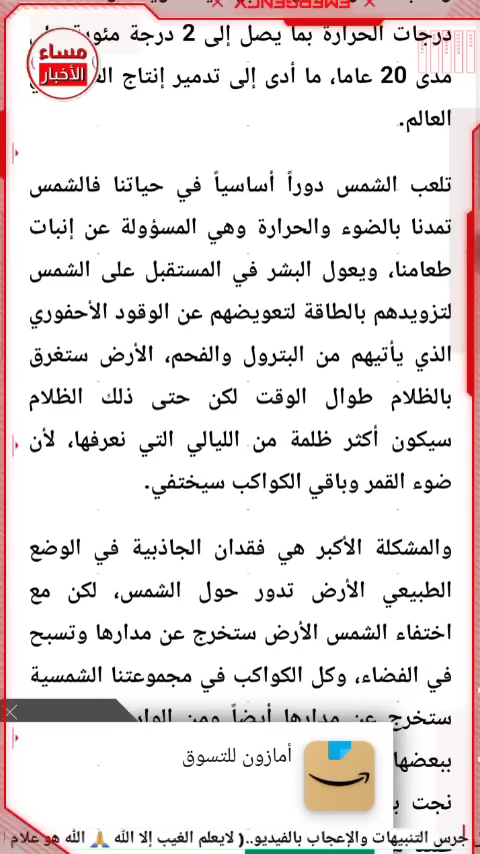 EMERGENCY
درجات الحرارة بما يصل إلى 2 درجة مئوية
مساء
الأخبار
مدى 20 عاما، ما أدى إلى تدمير إنتاج
العالم.
تلعب الشمس دوراً أساسياً في حياتنا فالشمس
تمدنا بالضوء والحرارة وهي المسؤولة عن إنبات
طعامنا، ويعول البشر في المستقبل على الشمس
لتزويدهم بالطاقة لتعويضهم عن الوقود الأحفوري
الذي يأتيهم من البترول والفحم، الأرض ستغرق
بالظلام طوال الوقت لكن حتى ذلك الظلام
سيكون أكثر ظلمة من الليالي التي نعرفها، لأن
ضوء القمر وباقي الكواكب سيختفي.
والمشكلة الأكبر هي فقدان الجاذبية في الوضع
الطبيعي الأرض تدور حول الشمس، لكن مع
اختفاء الشمس الأرض ستخرج عن مدارها وتسبح
في الفضاء، وكل الكواكب في مجموعتنا الشمسية
ستخرج عن مدارها أيضاً ومن
ببعضها
أمازون للتسوق
نجت
جرس التنبيهات والإعجاب بالفيديو..( لايعلم الغيب إلا الله 🙏 الله هو علام